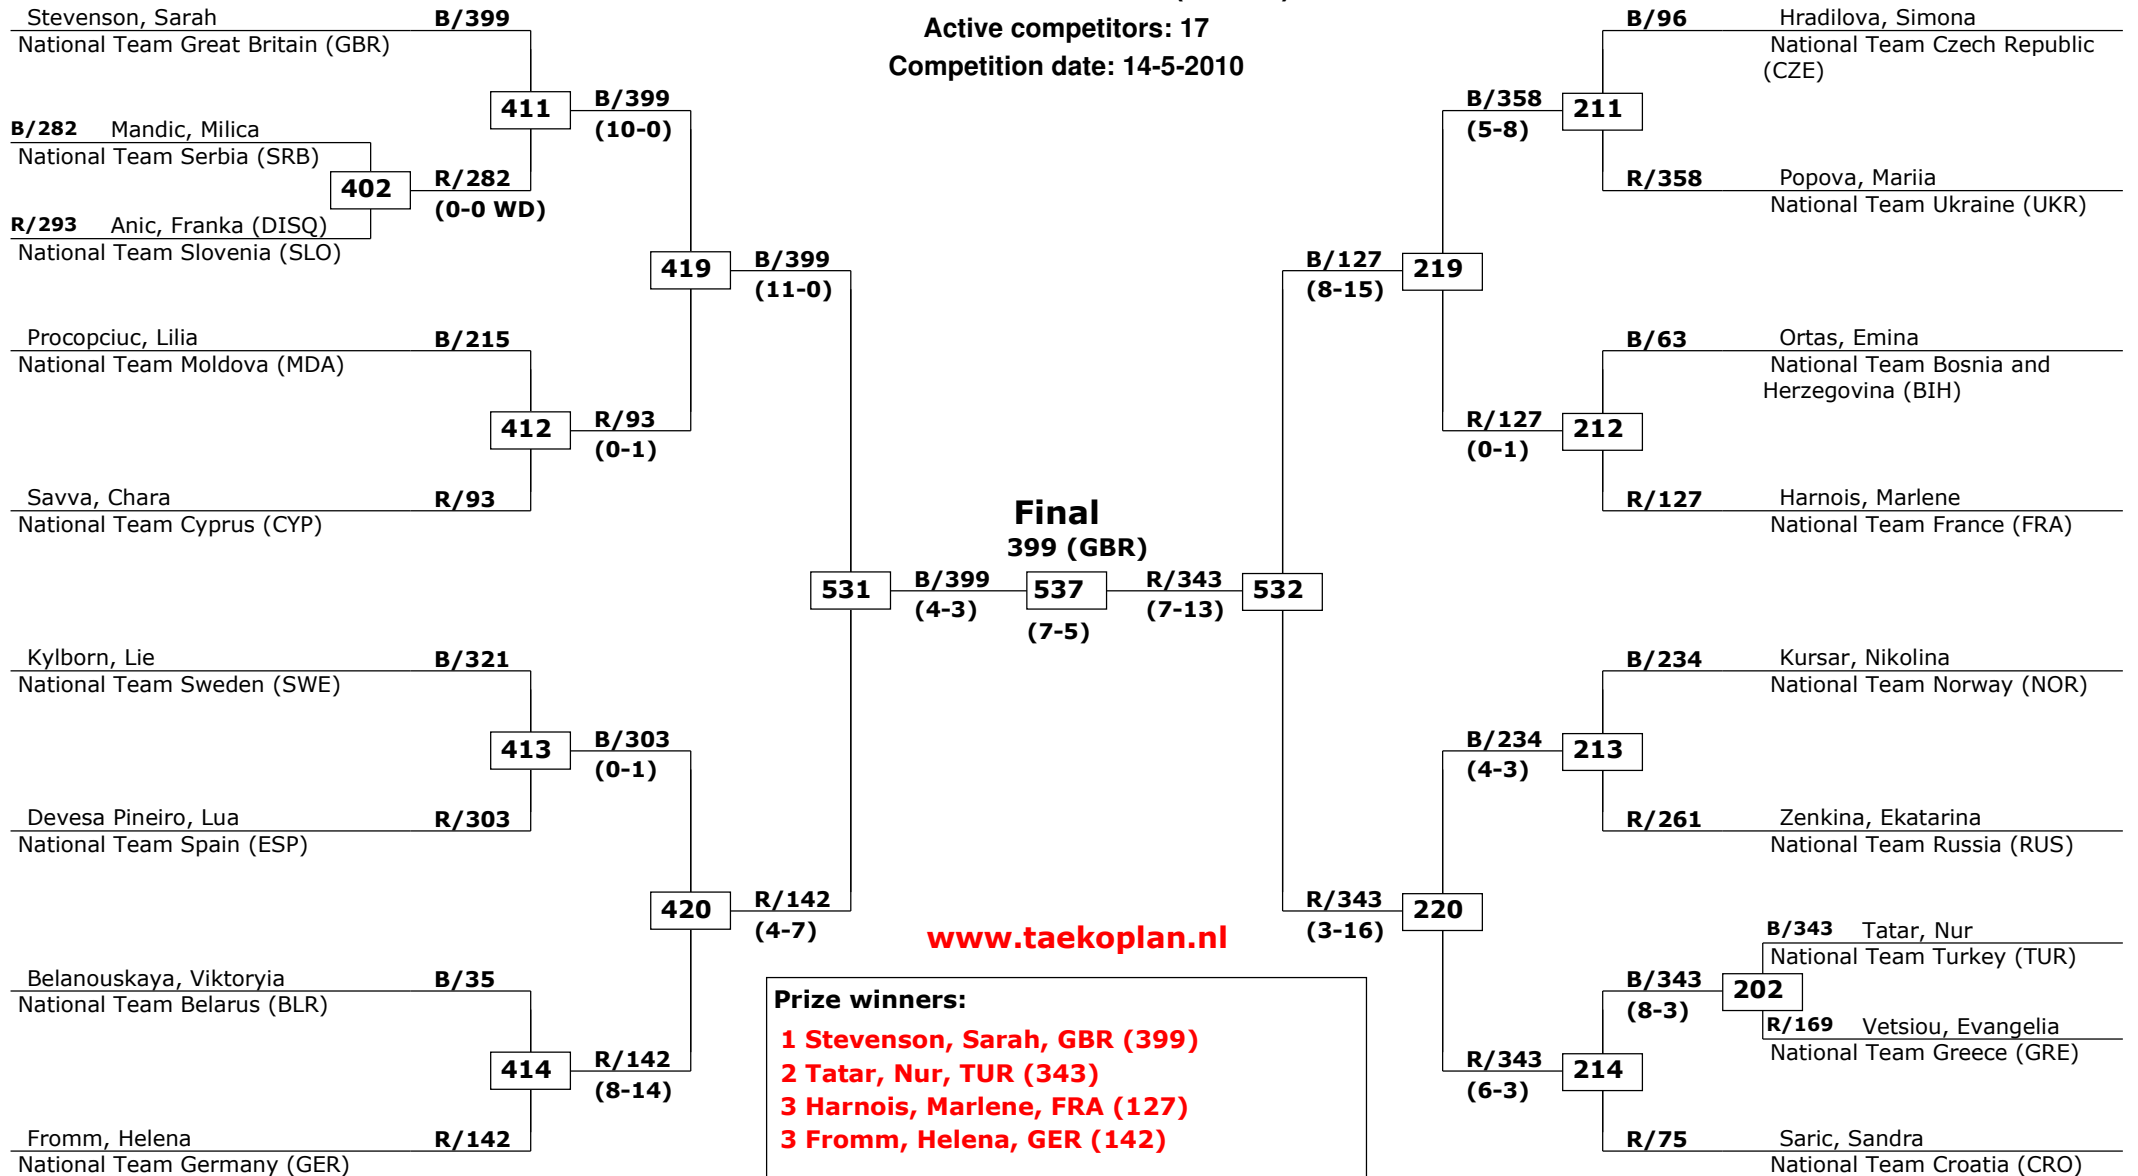 Active competitors: 17
Competition date: 14-5-2010
Stevenson, Sarah B/399
National Team Great Britain (GBR)
B/282 Mandic, Milica
National Team Serbia (SRB)
R/293 Anic, Franka (DISQ)
National Team Slovenia (SLO)
402
R/282
(0-0 WD)
411
B/399
(10-0)
Procopciuc, Lilia B/215
National Team Moldova (MDA)
412
R/93
(0-1)
Savva, Chara R/93
National Team Cyprus (CYP)
419
B/399
(11-0)
Kylborn, Lie B/321
National Team Sweden (SWE)
413
B/303
(0-1)
Devesa Pineiro, Lua R/303
National Team Spain (ESP)
420
R/142
(4-7)
Belanouskaya, Viktoryia B/35
National Team Belarus (BLR)
414
R/142
(8-14)
Fromm, Helena R/142
National Team Germany (GER)
531
B/399
(4-3)
Final
399 (GBR)
537
(7-5)
R/343
(7-13)
532
B/96 Hradilova, Simona
National Team Czech Republic
(CZE)
B/358
(5-8)
211
R/358 Popova, Mariia
National Team Ukraine (UKR)
B/127
(8-15)
219
B/63 Ortas, Emina
National Team Bosnia and
Herzegovina (BIH)
R/127
(0-1)
212
R/127 Harnois, Marlene
National Team France (FRA)
B/234 Kursar, Nikolina
National Team Norway (NOR)
B/234
(4-3)
213
R/261 Zenkina, Ekatarina
National Team Russia (RUS)
R/343
(3-16)
220
B/343 Tatar, Nur
National Team Turkey (TUR)
B/343
(8-3)
202
R/169 Vetsiou, Evangelia
National Team Greece (GRE)
R/343
(6-3)
214
R/75 Saric, Sandra
National Team Croatia (CRO)
www.taekoplan.nl
Prize winners:
1 Stevenson, Sarah, GBR (399)
2 Tatar, Nur, TUR (343)
3 Harnois, Marlene, FRA (127)
3 Fromm, Helena, GER (142)